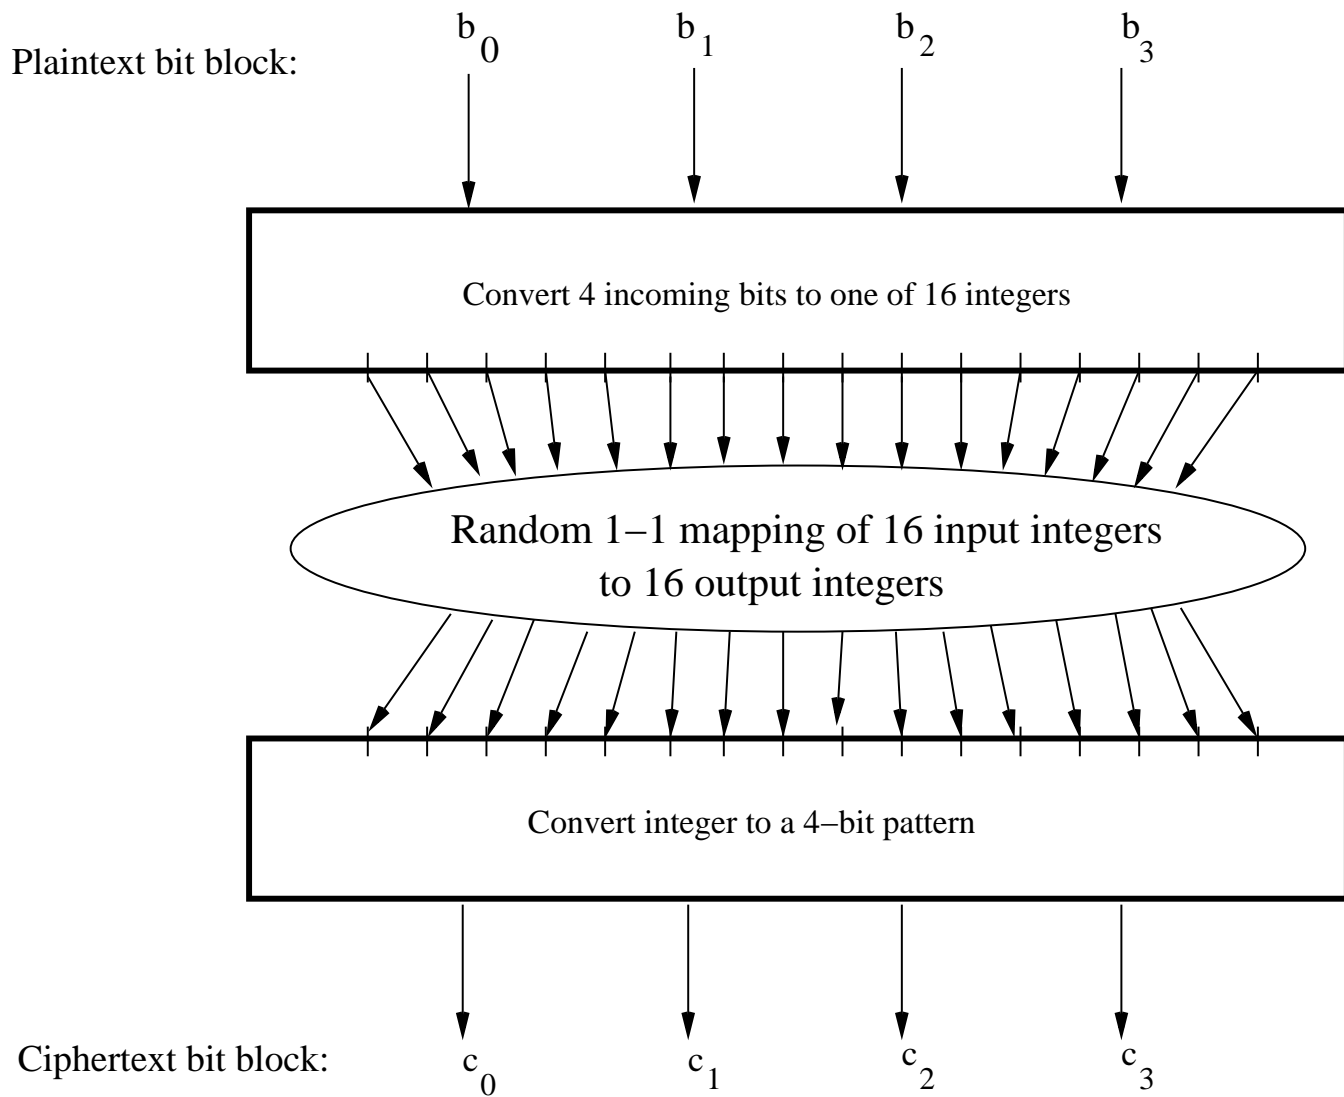 b0 b1 b2 b3
Plaintext bit block:
Convert 4 incoming bits to one of 16 integers
Random 1−1 mapping of 16 input integers
to 16 output integers
Convert integer to a 4−bit pattern
Ciphertext bit block: c0 c1 c2 c3